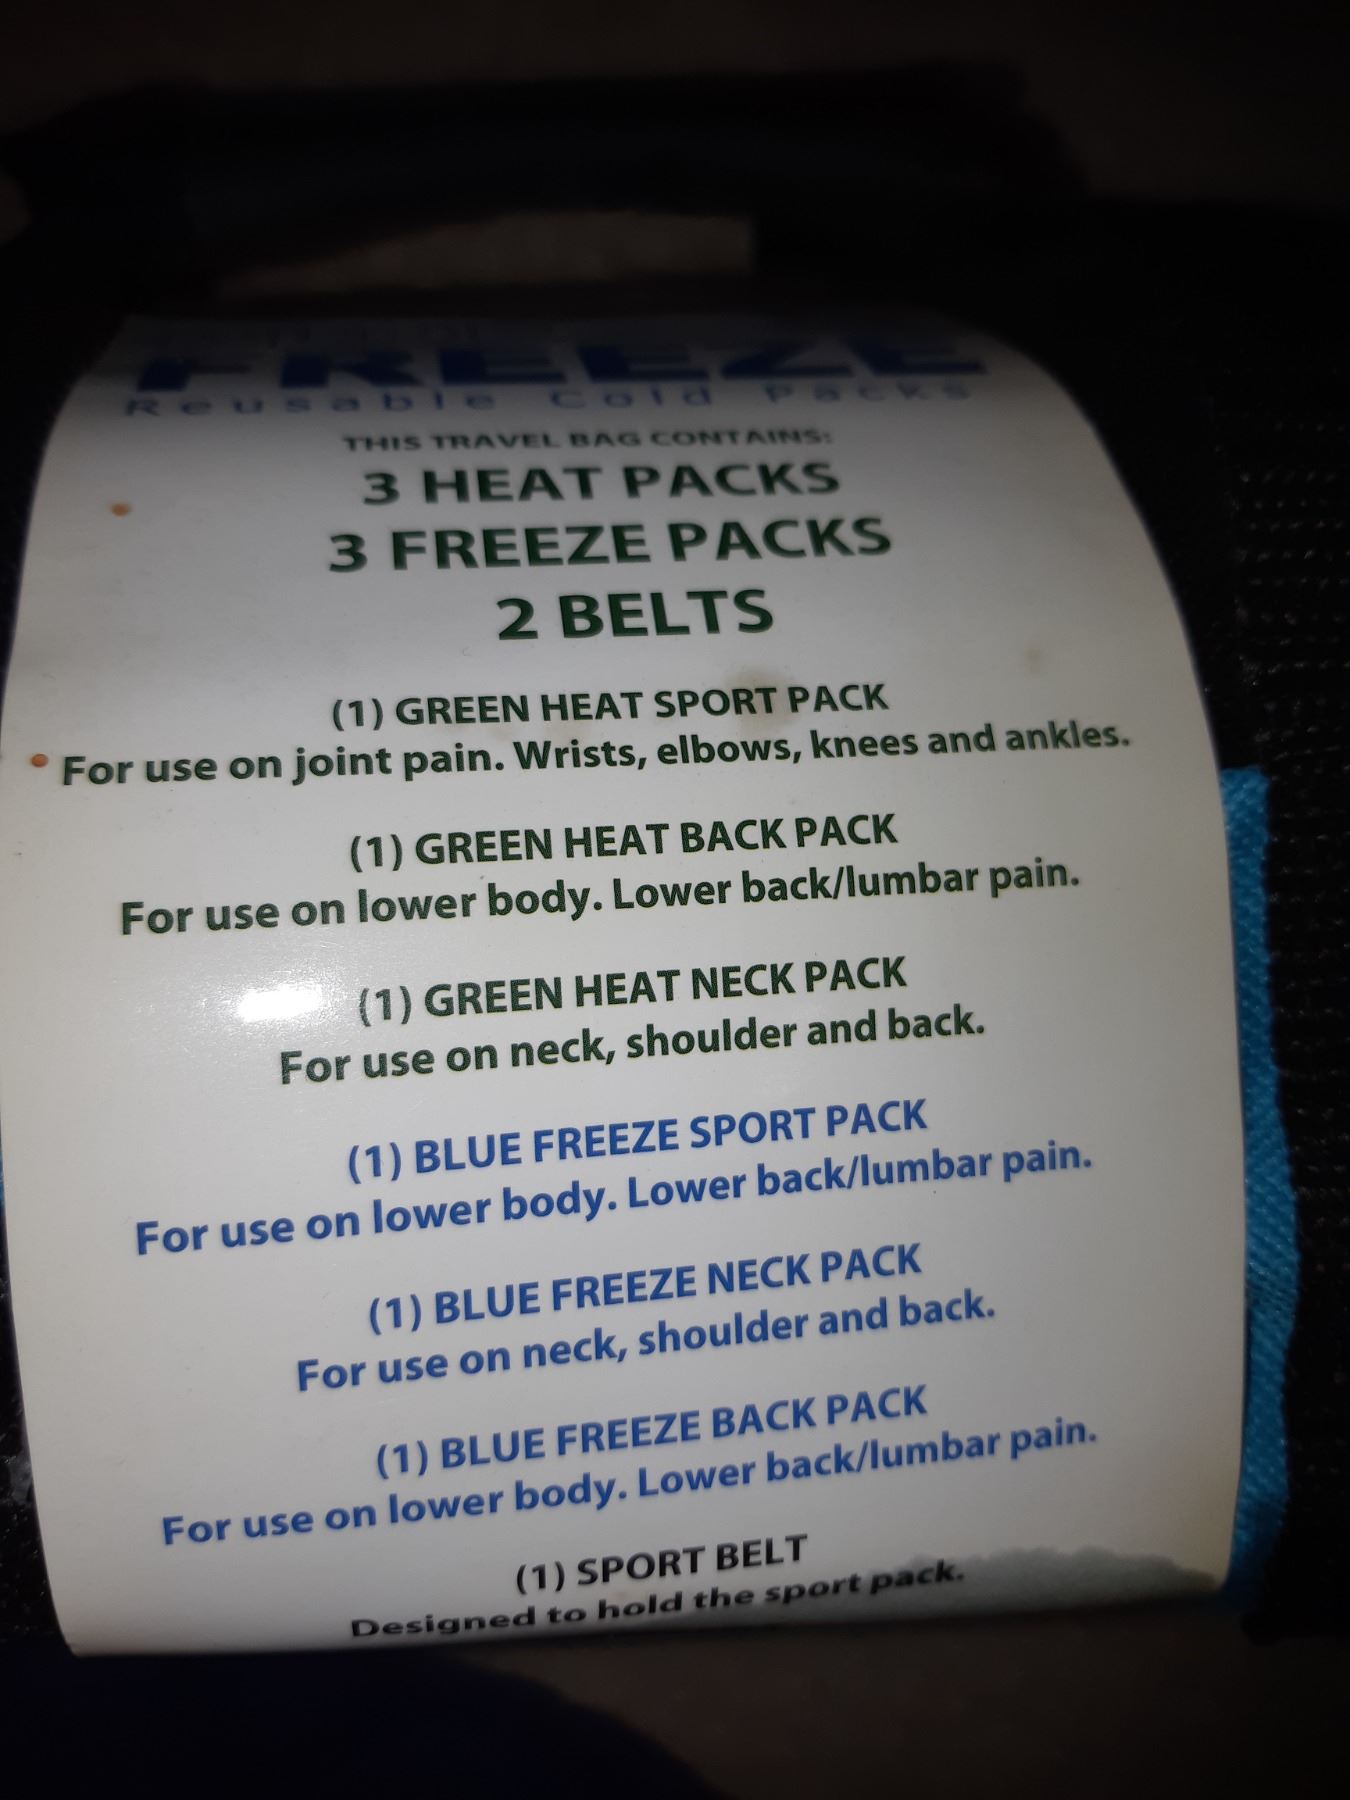 FREEZE
Reusable Cold Packs
THIS TRAVEL BAG CONTAINS:
3 HEAT PACKS
3 FREEZE PACKS
2 BELTS
(1) GREEN HEAT SPORT PACK
For use on joint pain. Wrists, elbows, knees and ankles.
(1) GREEN HEAT BACK PACK
For use on lower body. Lower back/lumbar pain.
(1) GREEN HEAT NECK PACK
For use on neck, shoulder and back.
(1) BLUE FREEZE SPORT PACK
For use on lower body. Lower back/lumbar pain.
(1) BLUE FREEZE NECK PACK
For use on neck, shoulder and back.
(1) BLUE FREEZE BACK PACK
For use on lower body. Lower back/lumbar pain.
(1) SPORT BELT
Designed to hold the sport pack.